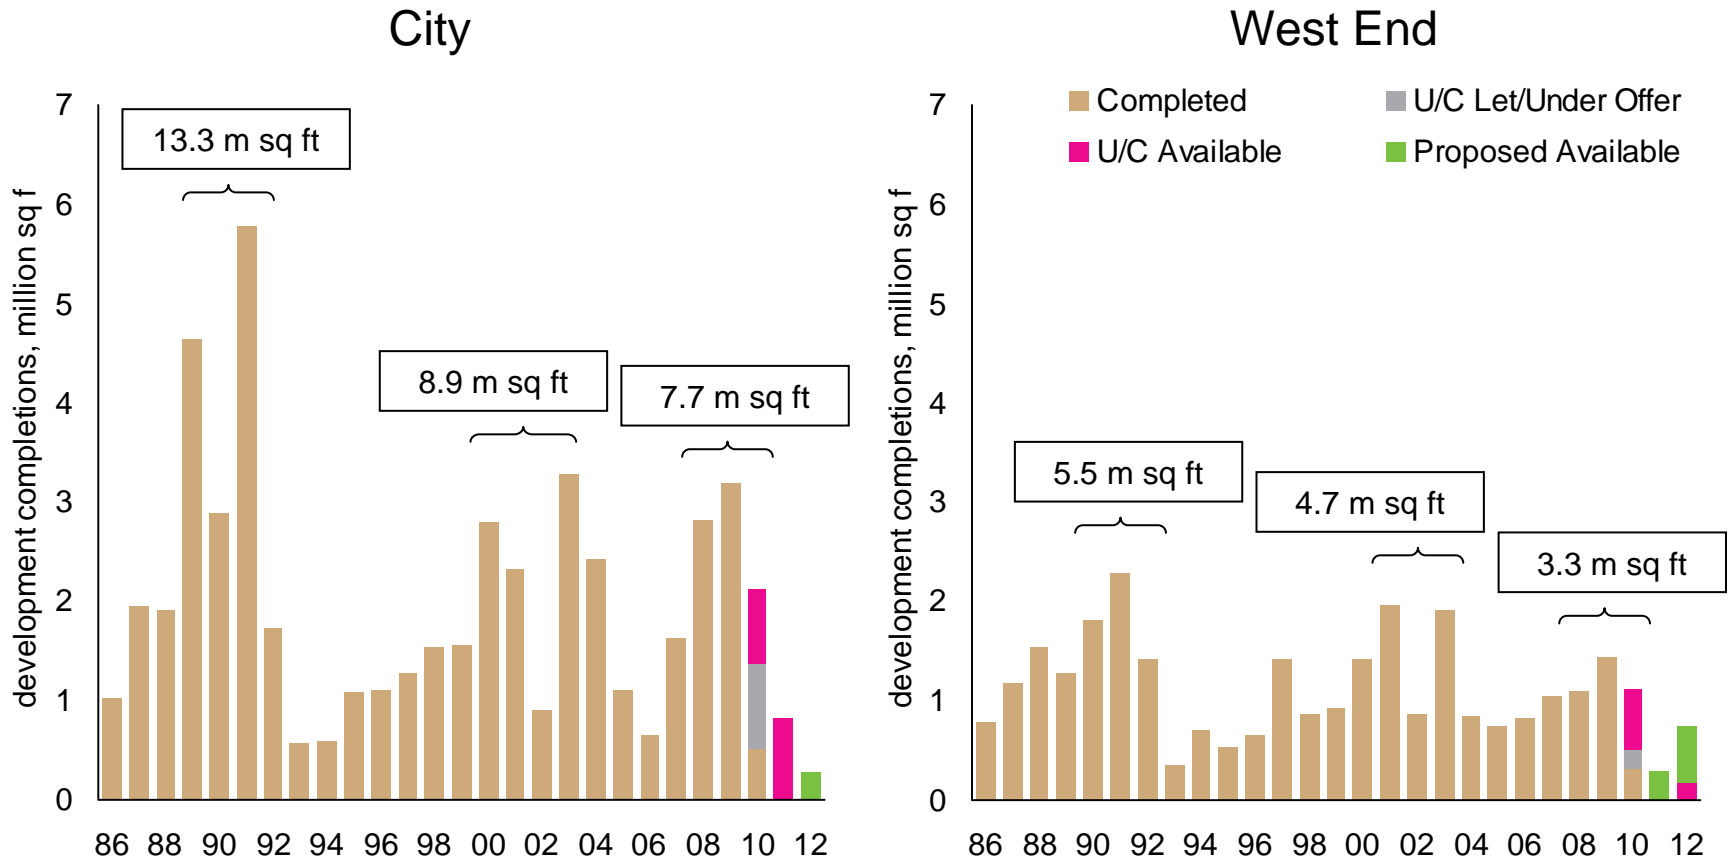 City
West End
Completed
U/C Let/Under Offer
U/C Available
Proposed Available
development completions, million sq f
7
6
5
4
3
2
1
0
13.3 m sq ft
8.9 m sq ft
7.7 m sq ft
86 88 90 92 94 96 98 00 02 04 06 08 10 12
development completions, million sq f
7
6
5
4
3
2
1
0
5.5 m sq ft
4.7 m sq ft
3.3 m sq ft
86 88 90 92 94 96 98 00 02 04 06 08 10 12